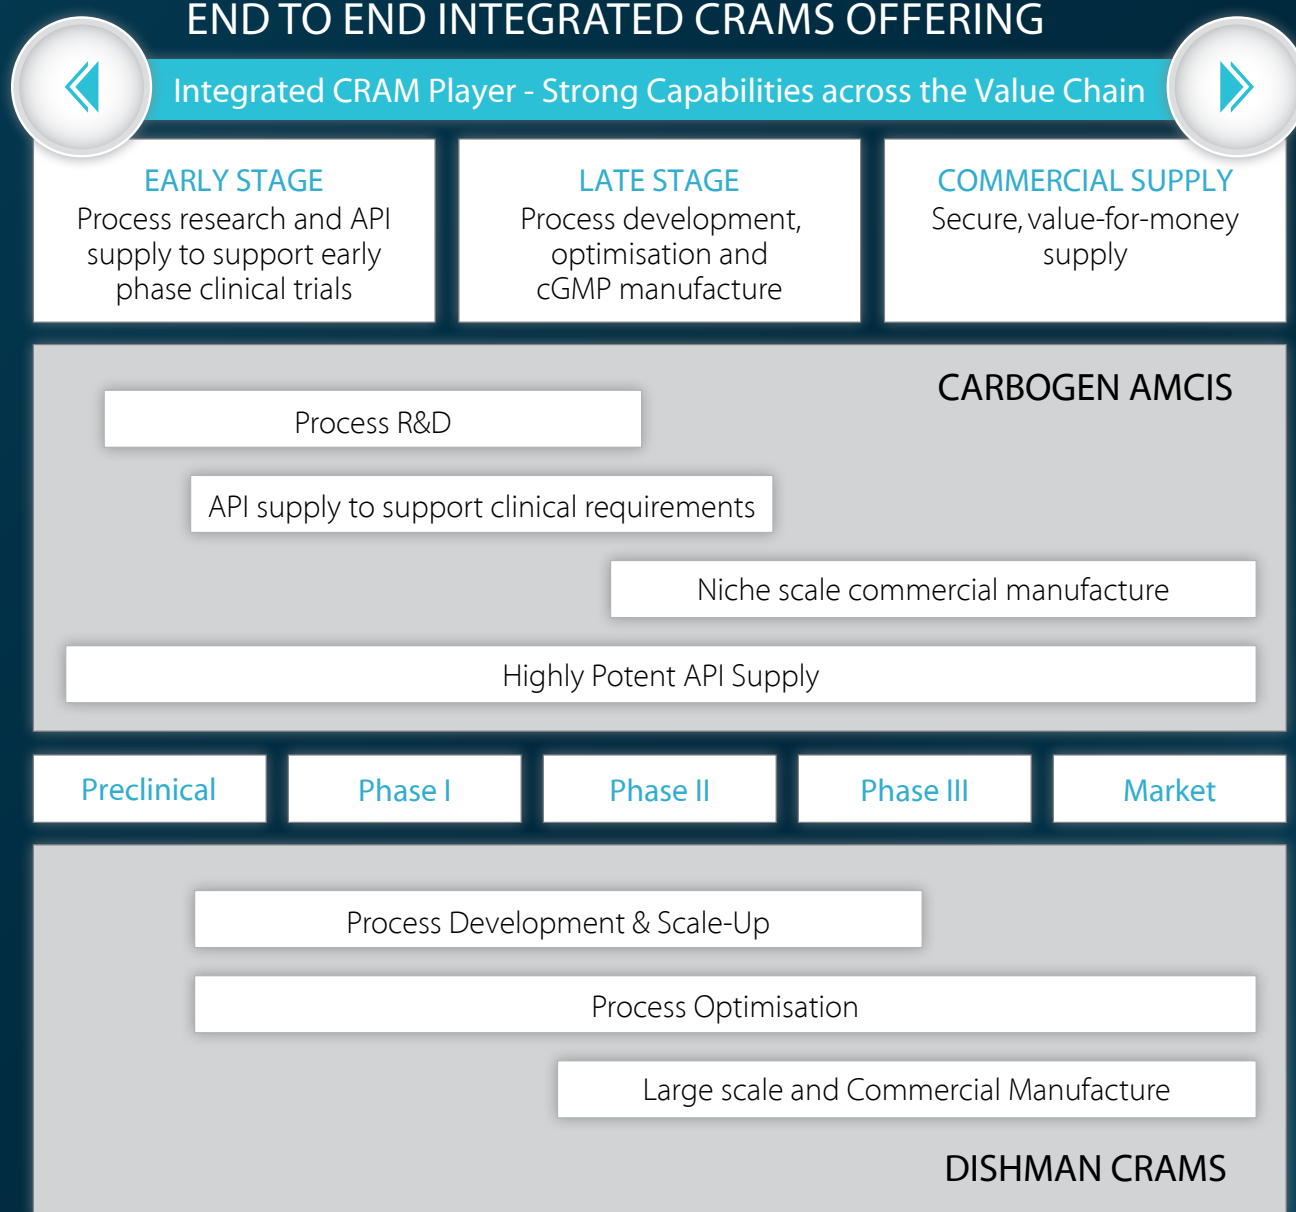 END TO END INTEGRATED CRAMS OFFERING
Integrated CRAM Player - Strong Capabilities across the Value Chain
EARLY STAGE
Process research and API
supply to support early
phase clinical trials
LATE STAGE
Process development,
optimisation and
cGMP manufacture
COMMERCIAL SUPPLY
Secure, value-for-money
supply
CARBOGEN AMCIS
Process R&D
API supply to support clinical requirements
Niche scale commercial manufacture
Highly Potent API Supply
Preclinical
Phase I
Phase II
Phase III
Market
Process Development & Scale-Up
Process Optimisation
Large scale and Commercial Manufacture
DISHMAN CRAMS